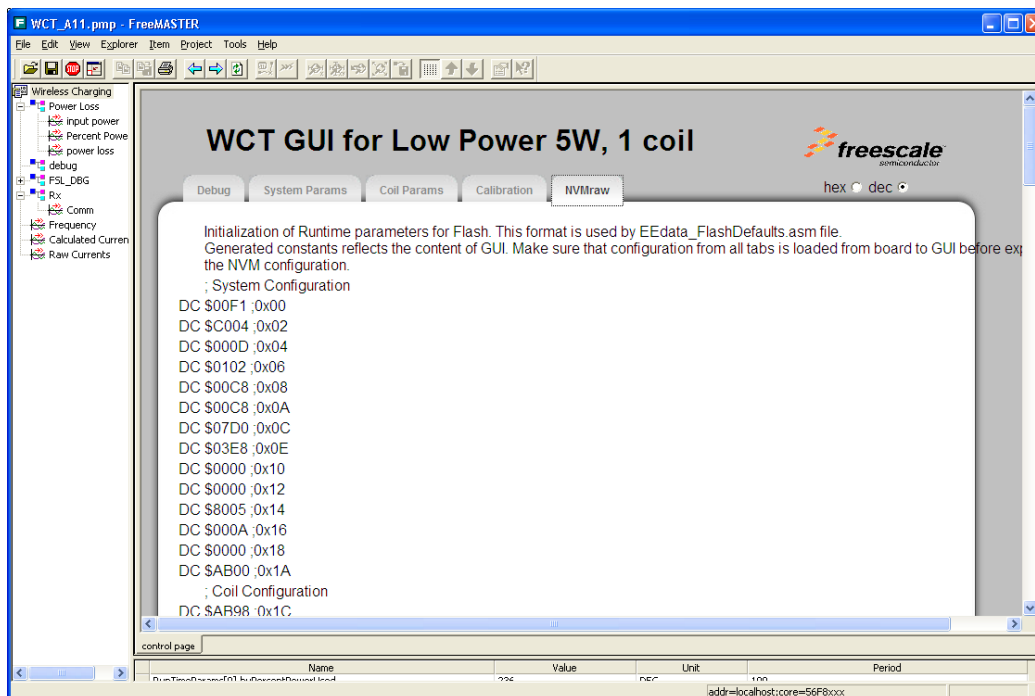 WCT_A11.pmp - FreeMASTER
File Edit View Explorer Item Project Tools Help
Wireless Charging
Power Loss
input power
Percent Powe
power loss
debug
FSL_DBG
Rx
Comm
Frequency
Calculated Curren
Raw Currents
WCT GUI for Low Power 5W, 1 coil
freescale
semiconductor
Debug System Params Coil Params Calibration NVMraw
hex dec
Initialization of Runtime parameters for Flash. This format is used by EEdata_FlashDefaults.asm file.
Generated constants reflects the content of GUI. Make sure that configuration from all tabs is loaded from board to GUI before exp
the NVM configuration.
; System Configuration
DC $00F1 ;0x00
DC $C004 ;0x02
DC $000D ;0x04
DC $0102 ;0x06
DC $00C8 ;0x08
DC $00C8 ;0x0A
DC $07D0 ;0x0C
DC $03E8 ;0x0E
DC $0000 ;0x10
DC $0000 ;0x12
DC $8005 ;0x14
DC $000A ;0x16
DC $0000 ;0x18
DC $AB00 ;0x1A
; Coil Configuration
DC $AB98 ;0x1C
control page
Name Value Unit Period
RunTimeParams[0].byPercentPowerUsed 236 DEC 100
addr=localhost;core=56F8xxx